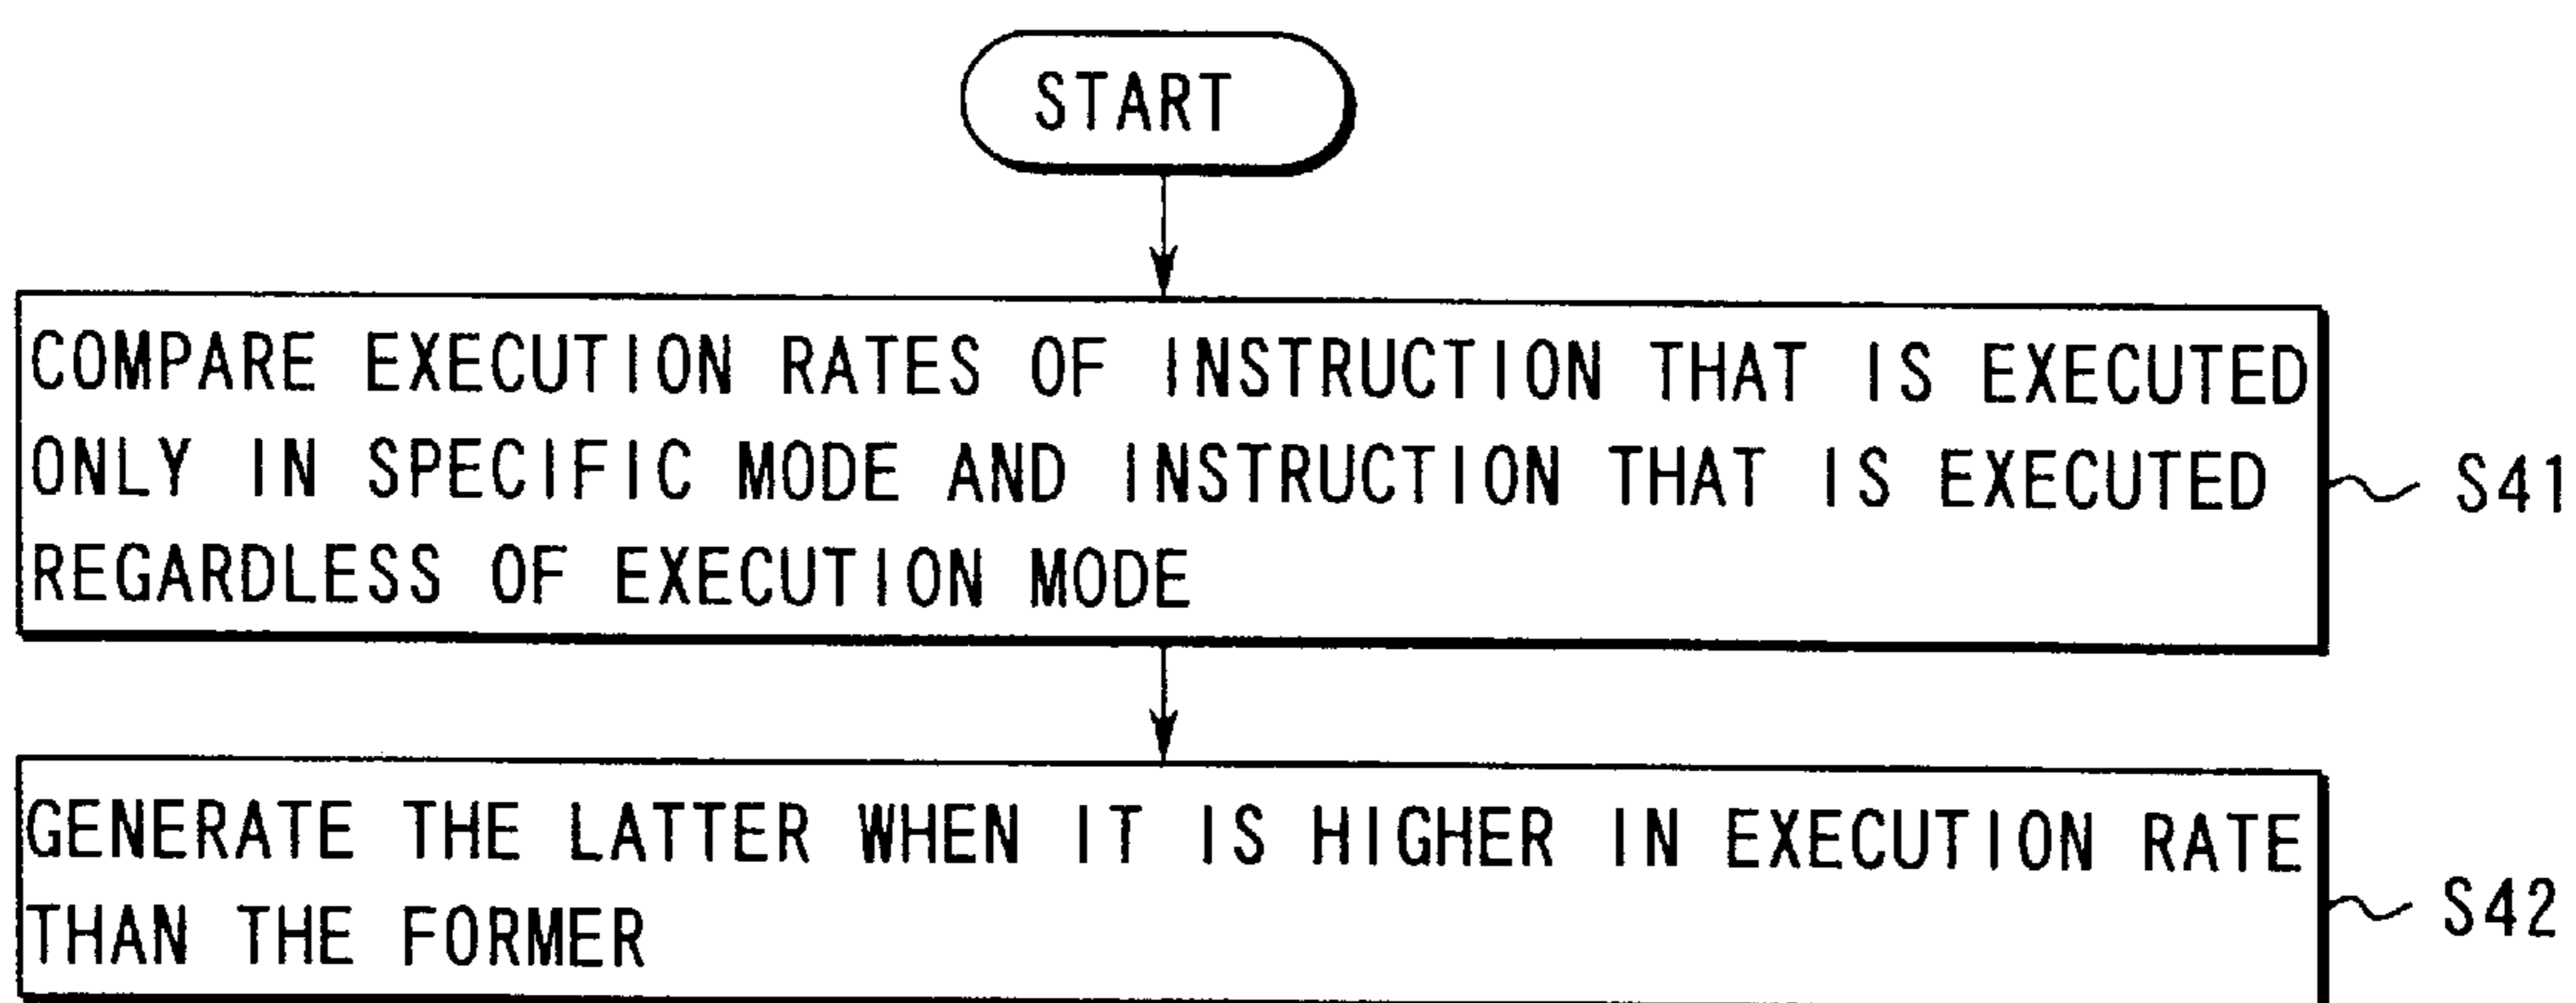 START
COMPARE EXECUTION RATES OF INSTRUCTION THAT IS EXECUTED
ONLY IN SPECIFIC MODE AND INSTRUCTION THAT IS EXECUTED
REGARDLESS OF EXECUTION MODE
S41
GENERATE THE LATTER WHEN IT IS HIGHER IN EXECUTION RATE
THAN THE FORMER
S42